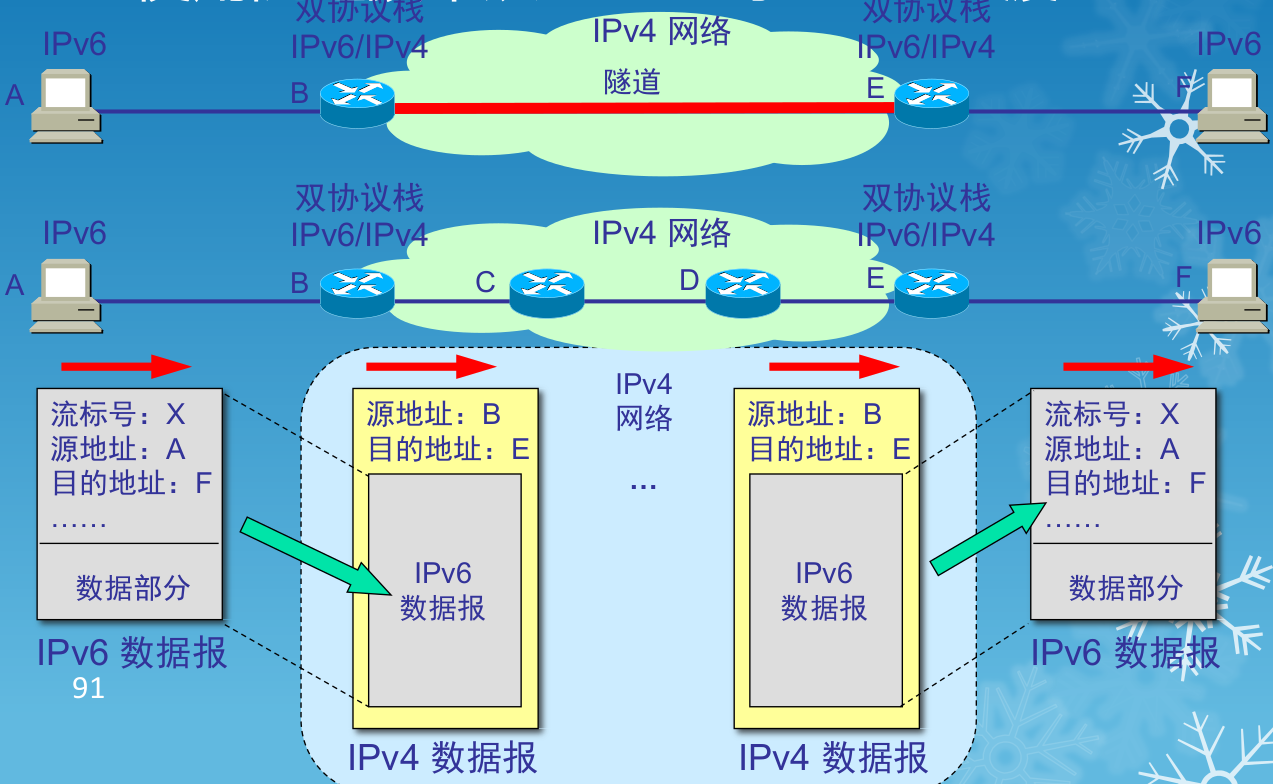 双协议栈
IPv6/IPv4
IPv4 网络
双协议栈
IPv6/IPv4
IPv6
IPv6
隧道
A
B
E
F
双协议栈
IPv6/IPv4
IPv4 网络
双协议栈
IPv6/IPv4
IPv6
IPv6
A
B
C
D
E
F
流标号：X
源地址：A
目的地址：F
……
数据部分
IPv6 数据报
源地址：B
目的地址：E
IPv6
数据报
IPv4 数据报
IPv4
网络
...
源地址：B
目的地址：E
IPv6
数据报
IPv4 数据报
流标号：X
源地址：A
目的地址：F
……
数据部分
IPv6 数据报
91